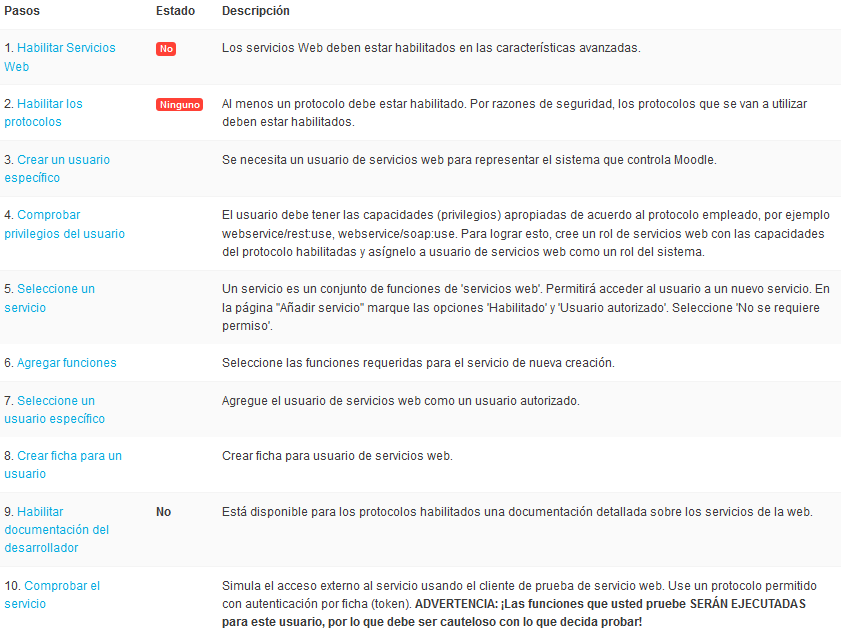 Pasos Estado Descripción
1. Habilitar Servicios No Los servicios Web deben estar habilitados en las características avanzadas.
Web
2. Habilitar los Ninguno Al menos un protocolo debe estar habilitado. Por razones de seguridad, los protocolos que se van a utilizar
protocolos deben estar habilitados.
3. Crear un usuario Se necesita un usuario de servicios web para representar el sistema que controla Moodle.
específico
4. Comprobar El usuario debe tener las capacidades (privilegios) apropiadas de acuerdo al protocolo empleado, por ejemplo
privilegios del usuario webservice/rest:use, webservice/soap:use. Para lograr esto, cree un rol de servicios web con las capacidades
del protocolo habilitadas y asígnelo a usuario de servicios web como un rol del sistema.
5. Seleccione un Un servicio es un conjunto de funciones de 'servicios web'. Permitirá acceder al usuario a un nuevo servicio. En
servicio la página "Añadir servicio" marque las opciones 'Habilitado' y 'Usuario autorizado'. Seleccione 'No se requiere
permiso'.
6. Agregar funciones Seleccione las funciones requeridas para el servicio de nueva creación.
7. Seleccione un Agregue el usuario de servicios web como un usuario autorizado.
usuario específico
8. Crear ficha para un Crear ficha para usuario de servicios web.
usuario
9. Habilitar No Está disponible para los protocolos habilitados una documentación detallada sobre los servicios de la web.
documentación del
desarrollador
10. Comprobar el Simula el acceso externo al servicio usando el cliente de prueba de servicio web. Use un protocolo permitido
servicio con autenticación por ficha (token). ADVERTENCIA: ¡Las funciones que usted pruebe SERÁN EJECUTADAS
para este usuario, por lo que debe ser cauteloso con lo que decida probar!